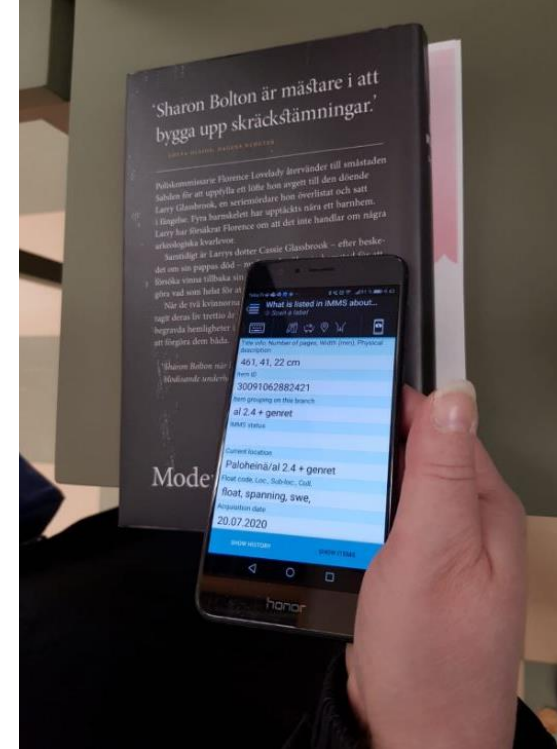 'Sharon Bolton är mästare i att
bygga upp skräckstämningar.'
LOTTA OLSSON, DAGENS NYHETER
Poliskommissarie Florence Lovelady återvänder till småstaden
Sabden för att uppfylla ett löfte hon avgett till den döende
Larry Glassbrook, en seriemördare hon överlistat och satt
i fängelse. Fyra barnskelett har upptäckts nära ett barnhem.
Larry har försäkrat Florence om att det inte handlar om några
arkeologiska kvarlevor.
Samtidigt är Larrys dotter Cassie Glassbrook – efter beske-
det om sin pappas död –
försöka vinna tillbaka sin
göra vad som helst för at
När de två kvinnorna
tagit deras liv trettio år
begravda hemligheter i
att förgöra dem båda.
Sharon Bolton när
Mode
What is listed in IMMS about...
Scan a label
Title info: Number of pages, Width (mm), Physical
description
461, 41, 22 cm
Item ID
30091062882421
Item grouping on this branch
al 2.4 + genret
IMMS status
Current location
Paloheinä/al 2.4 + genret
Float code, Loc., Sub-loc., Coll.
float, spanning, swe,
Acquisition date
20.07.2020
SHOW HISTORY
SHOW ITEMS
honor